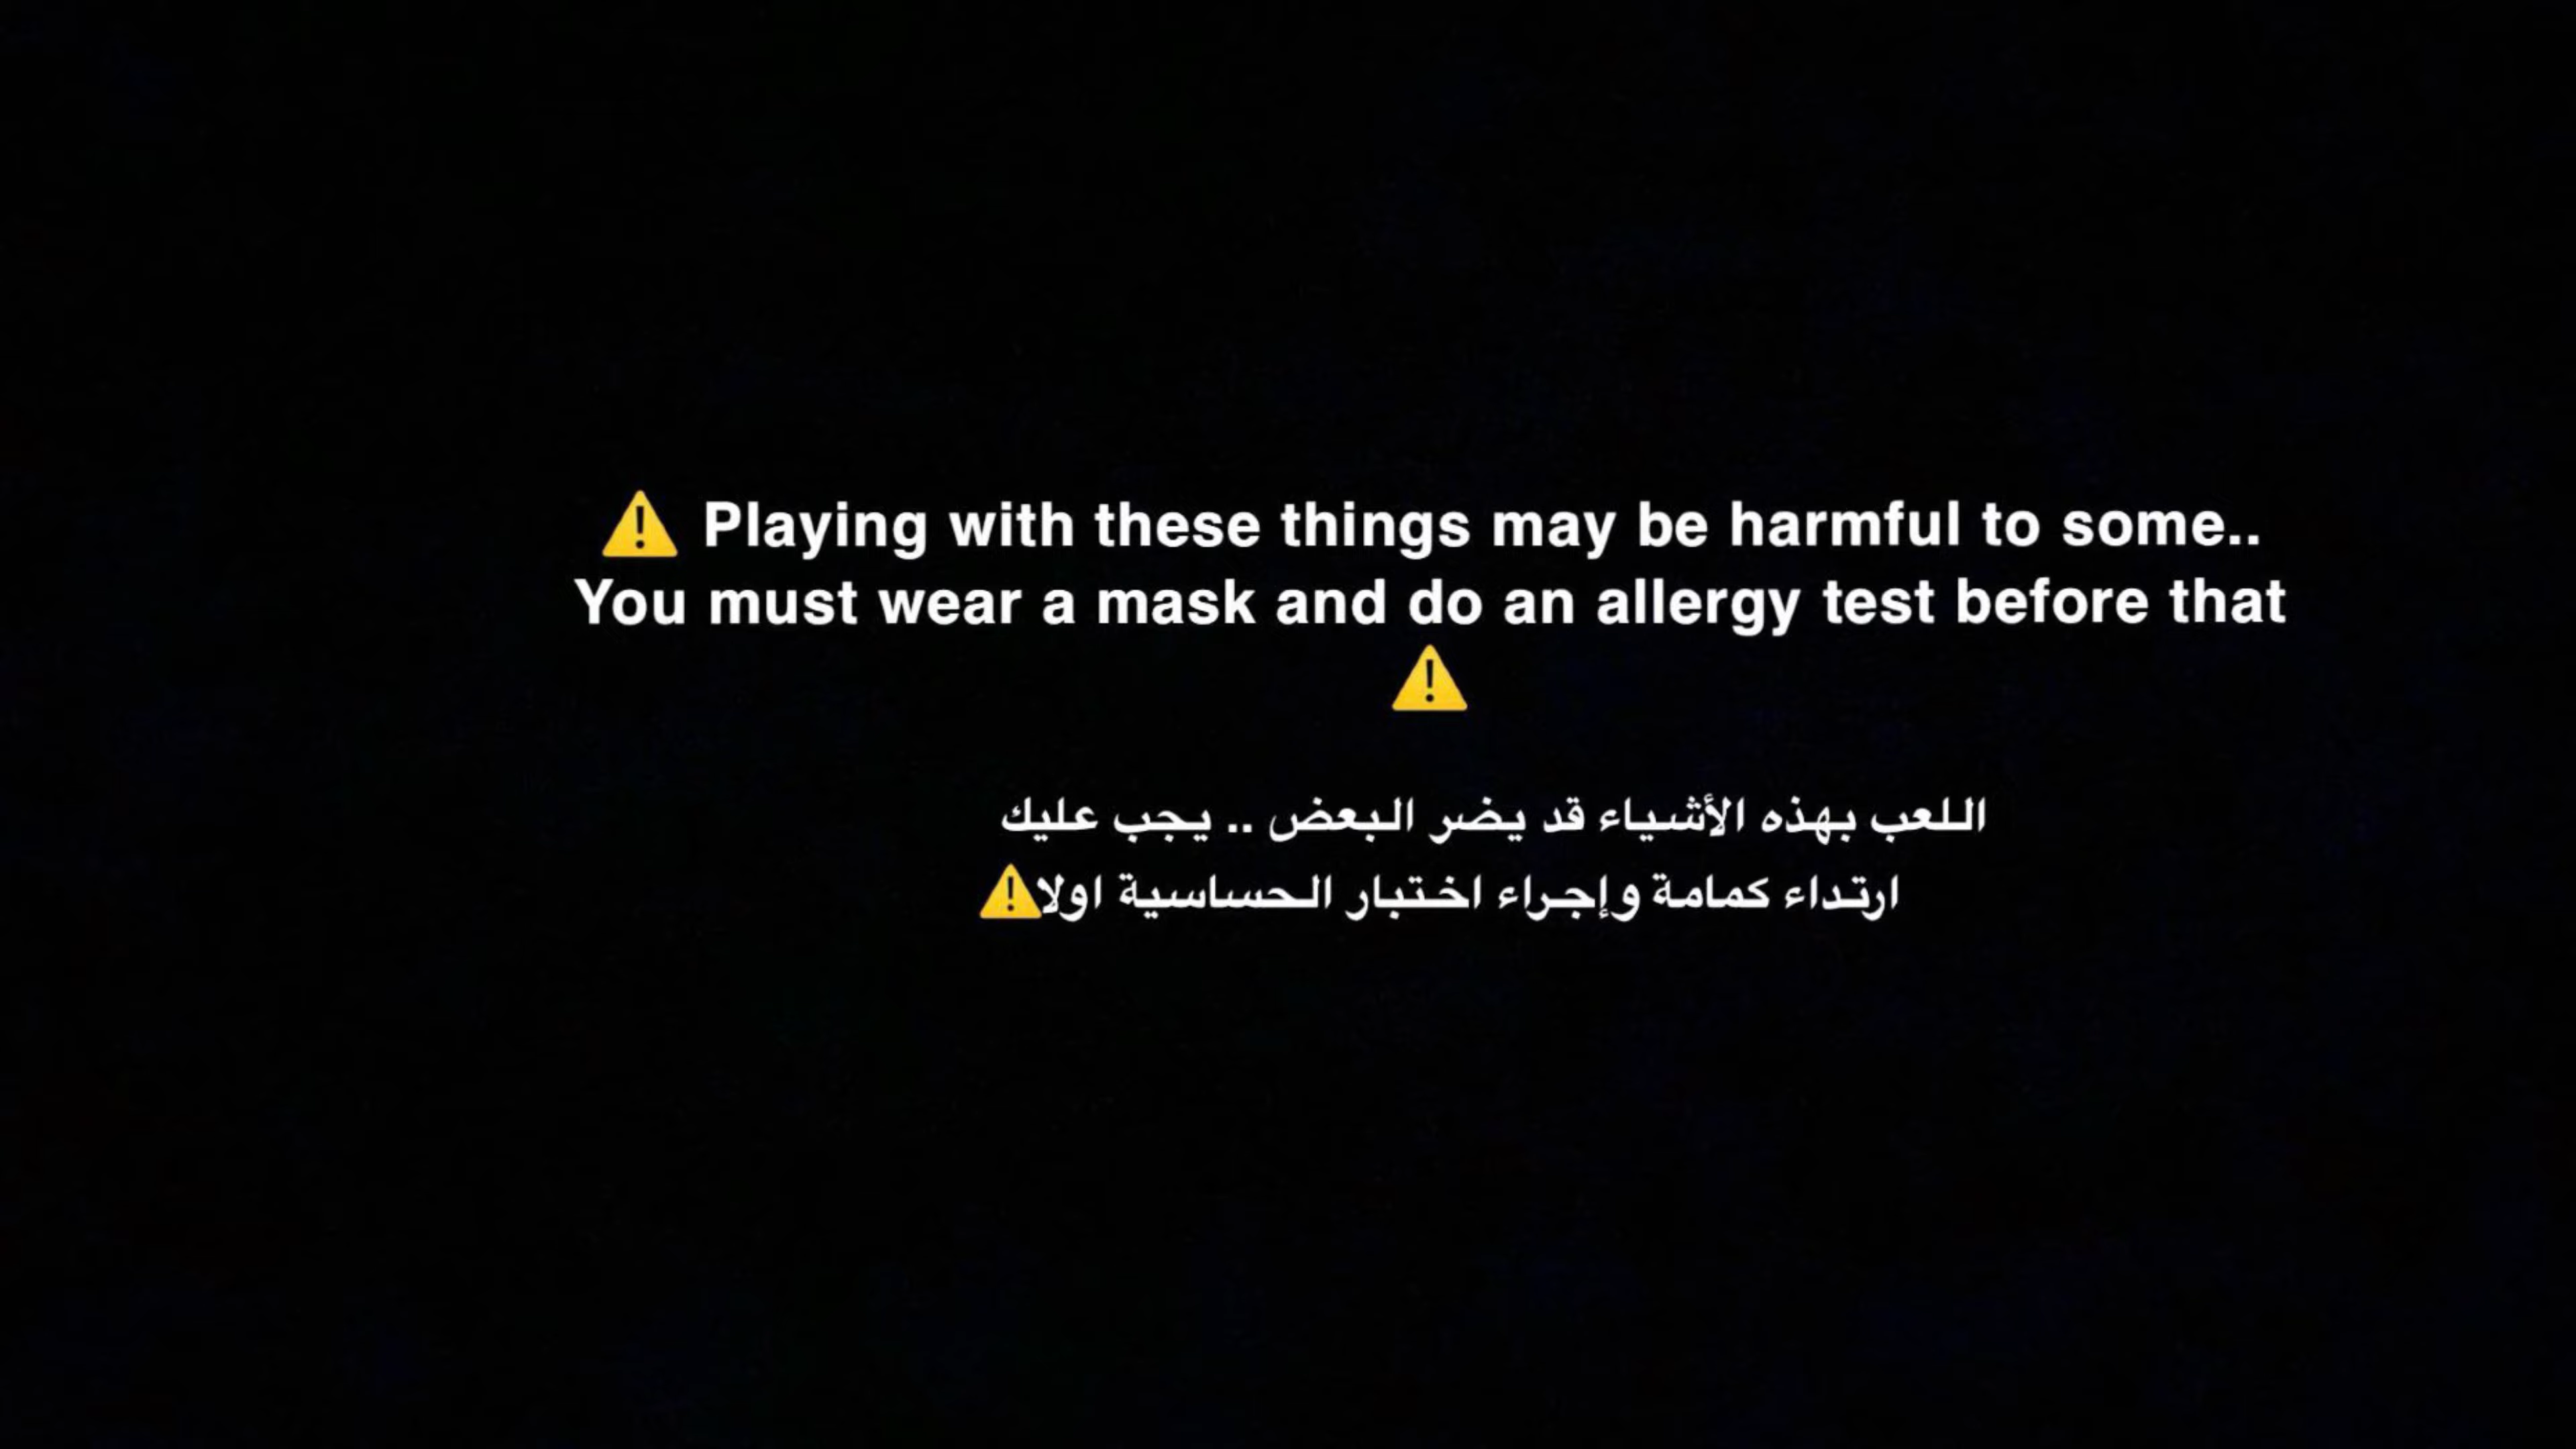 ⚠️ Playing with these things may be harmful to some..
You must wear a mask and do an allergy test before that
⚠️
اللعب بهذه الأشياء قد يضر البعض .. يجب عليك
ارتداء كمامة وإجراء اختبار الحساسية اولا⚠️